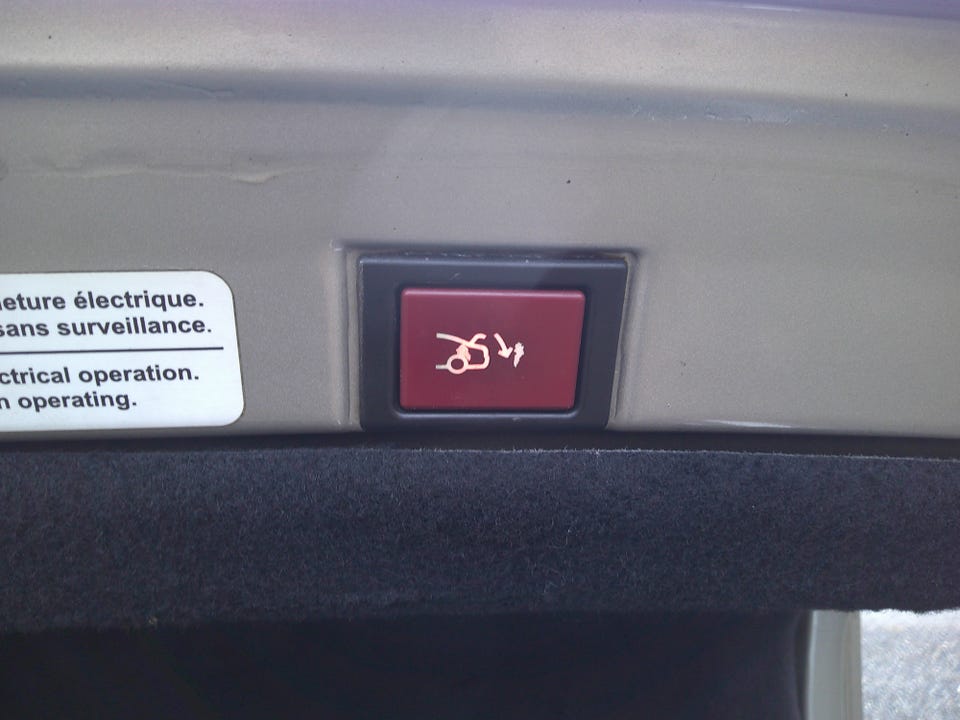 eture électrique.
sans surveillance.
ctrical operation.
n operating.